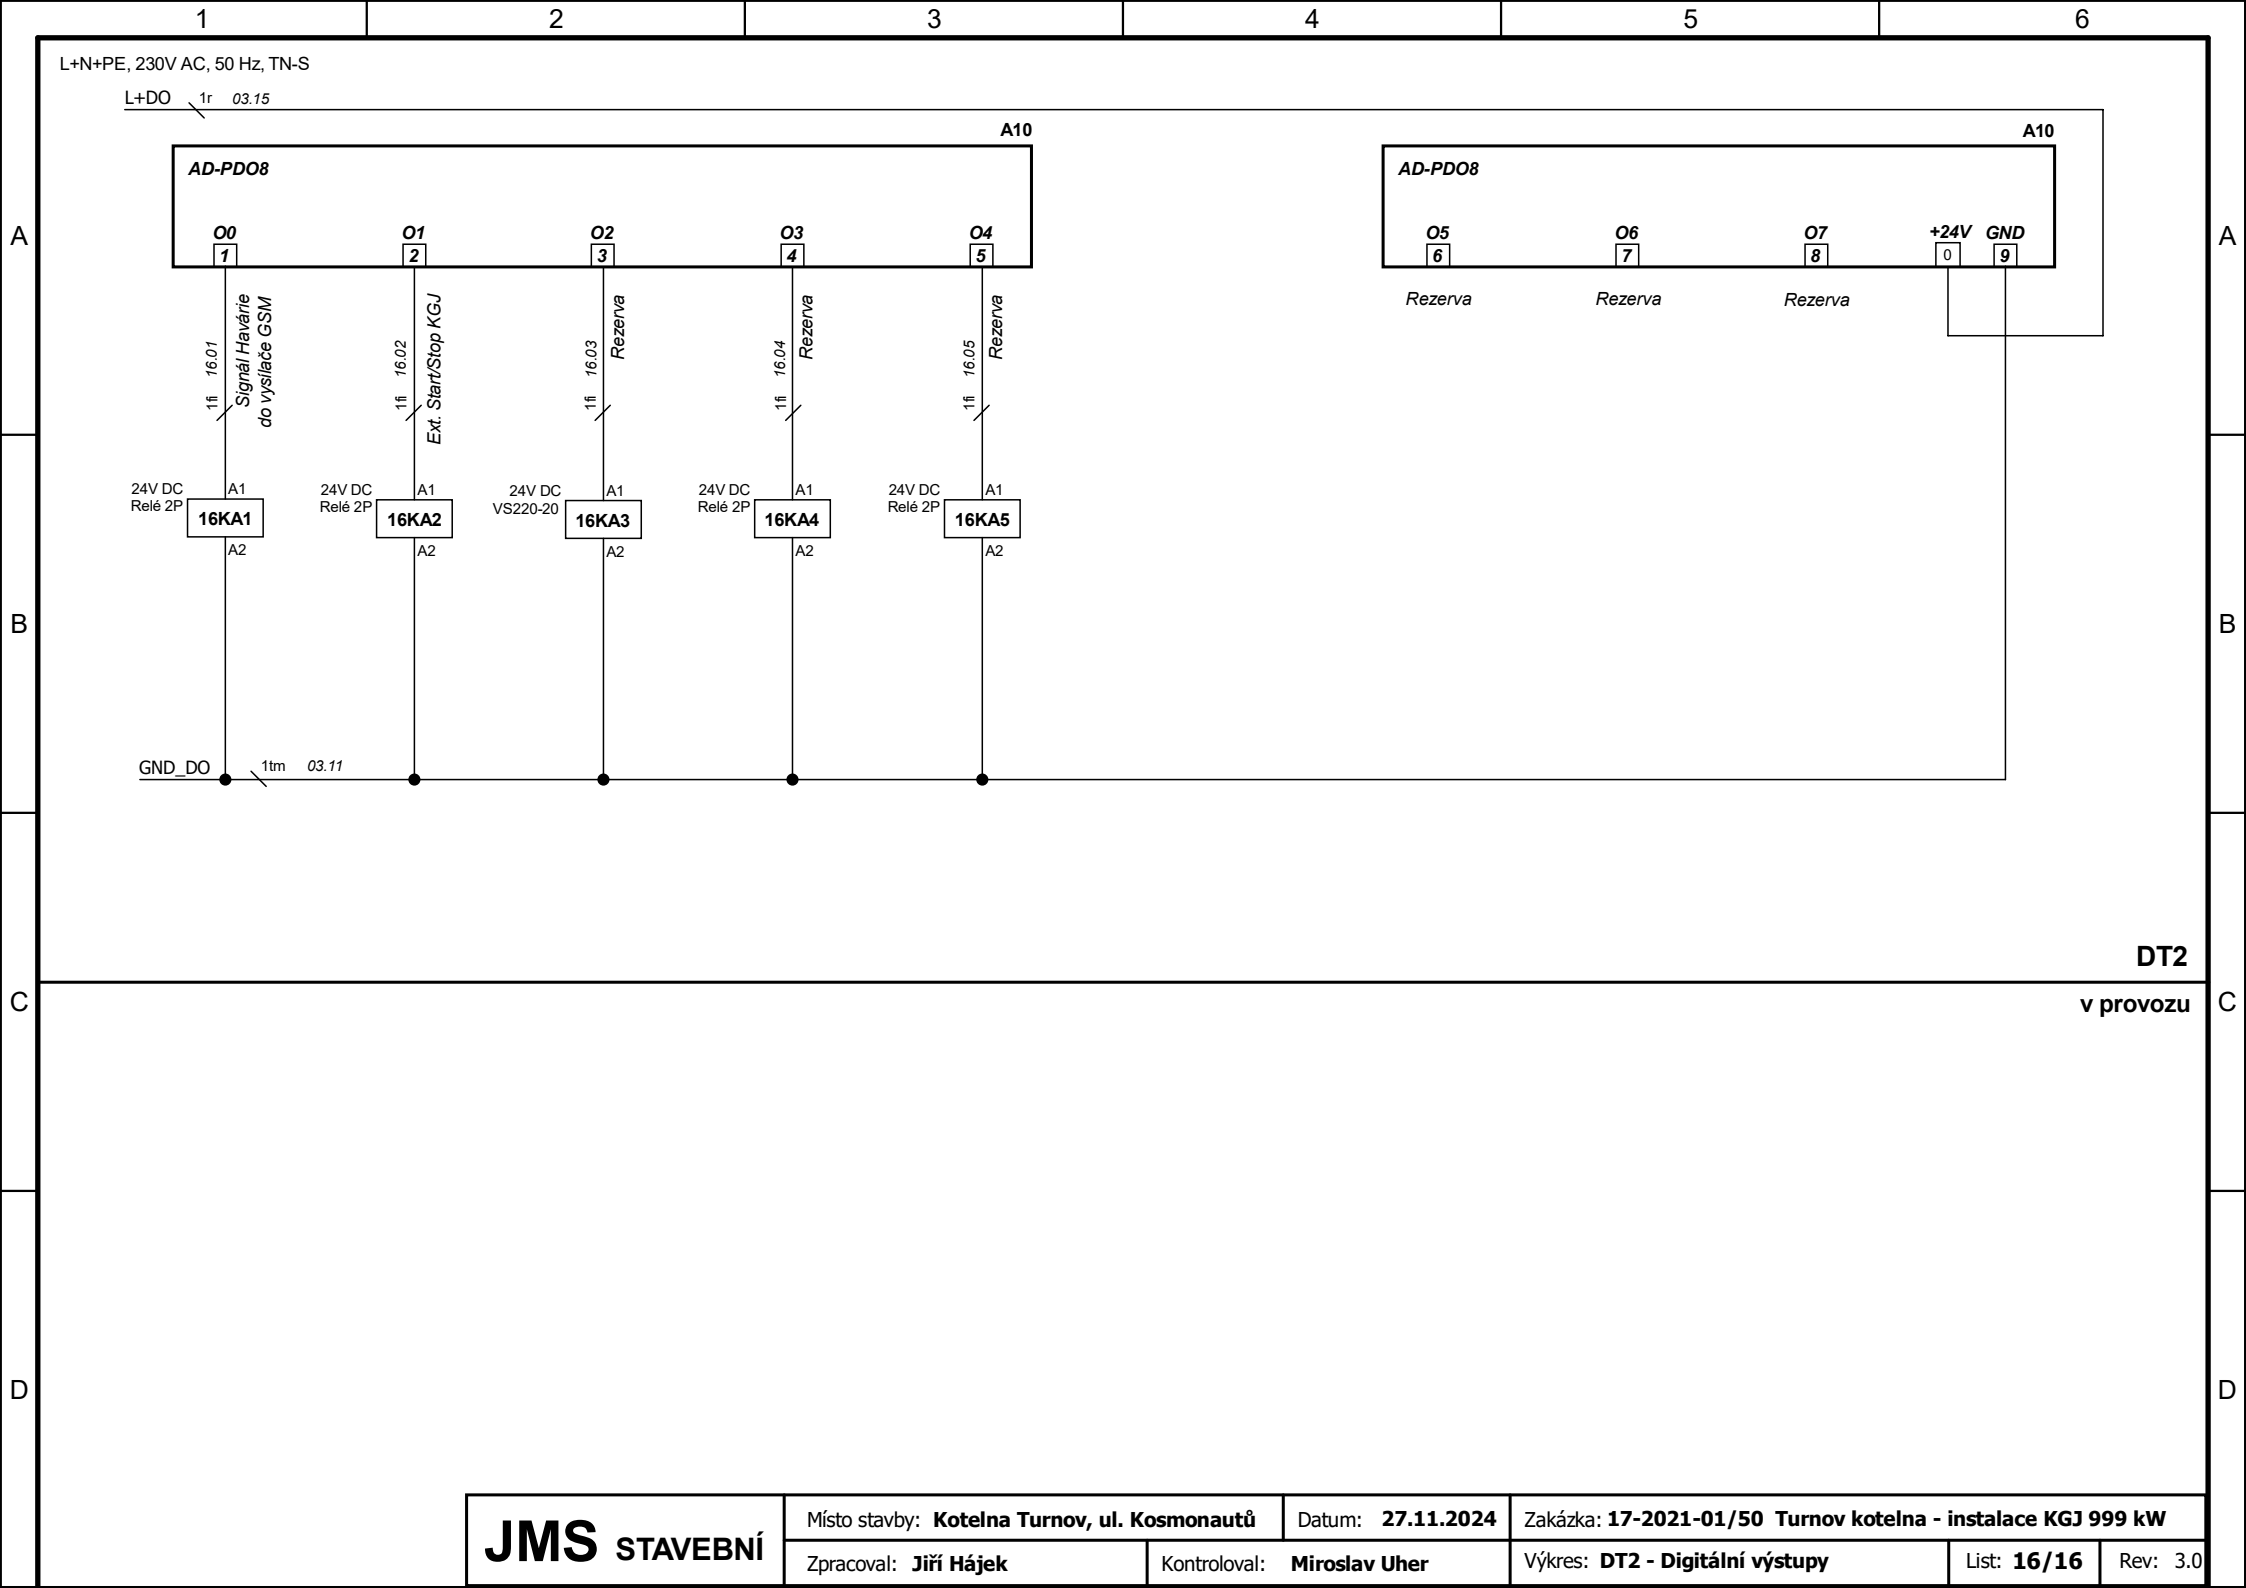 1 2 3 4 5 6
L+N+PE, 230V AC, 50 Hz, TN-S
L+DO 1r 03.15
A10 A10
AD-PDO8 AD-PDO8
A A
O0 O1 O2 O3 O4 O5 O6 O7 +24V GND
1 2 3 4 5 6 7 8 0 9
Rezerva Rezerva Rezerva
1fi 16.01
Signál Havárie
do vysílače GSM
1fi 16.02
Ext. Start/Stop KGJ
1fi 16.03
Rezerva
1fi 16.04
Rezerva
1fi 16.05
Rezerva
24V DC A1 24V DC A1 24V DC A1 24V DC A1 24V DC A1
Relé 2P Relé 2P VS220-20 Relé 2P Relé 2P
16KA1 16KA2 16KA3 16KA4 16KA5
A2 A2 A2 A2 A2
B B
GND_DO 1tm 03.11
DT2
C C
v provozu
D D
JMS STAVEBNÍ
Místo stavby: Kotelna Turnov, ul. Kosmonautů Datum: 27.11.2024 Zakázka: 17-2021-01/50 Turnov kotelna - instalace KGJ 999 kW
Zpracoval: Jiří Hájek Kontroloval: Miroslav Uher Výkres: DT2 - Digitální výstupy List: 16/16 Rev: 3.0